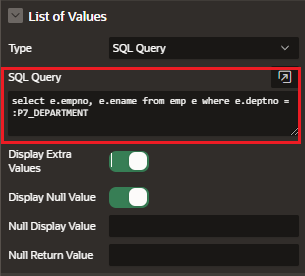 List of Values
Type
SQL Query
SQL Query
select e.empno, e.ename from emp e where e.deptno =
:P7_DEPARTMENT
Display Extra
Values
Display Null Value
Null Display Value
Null Return Value